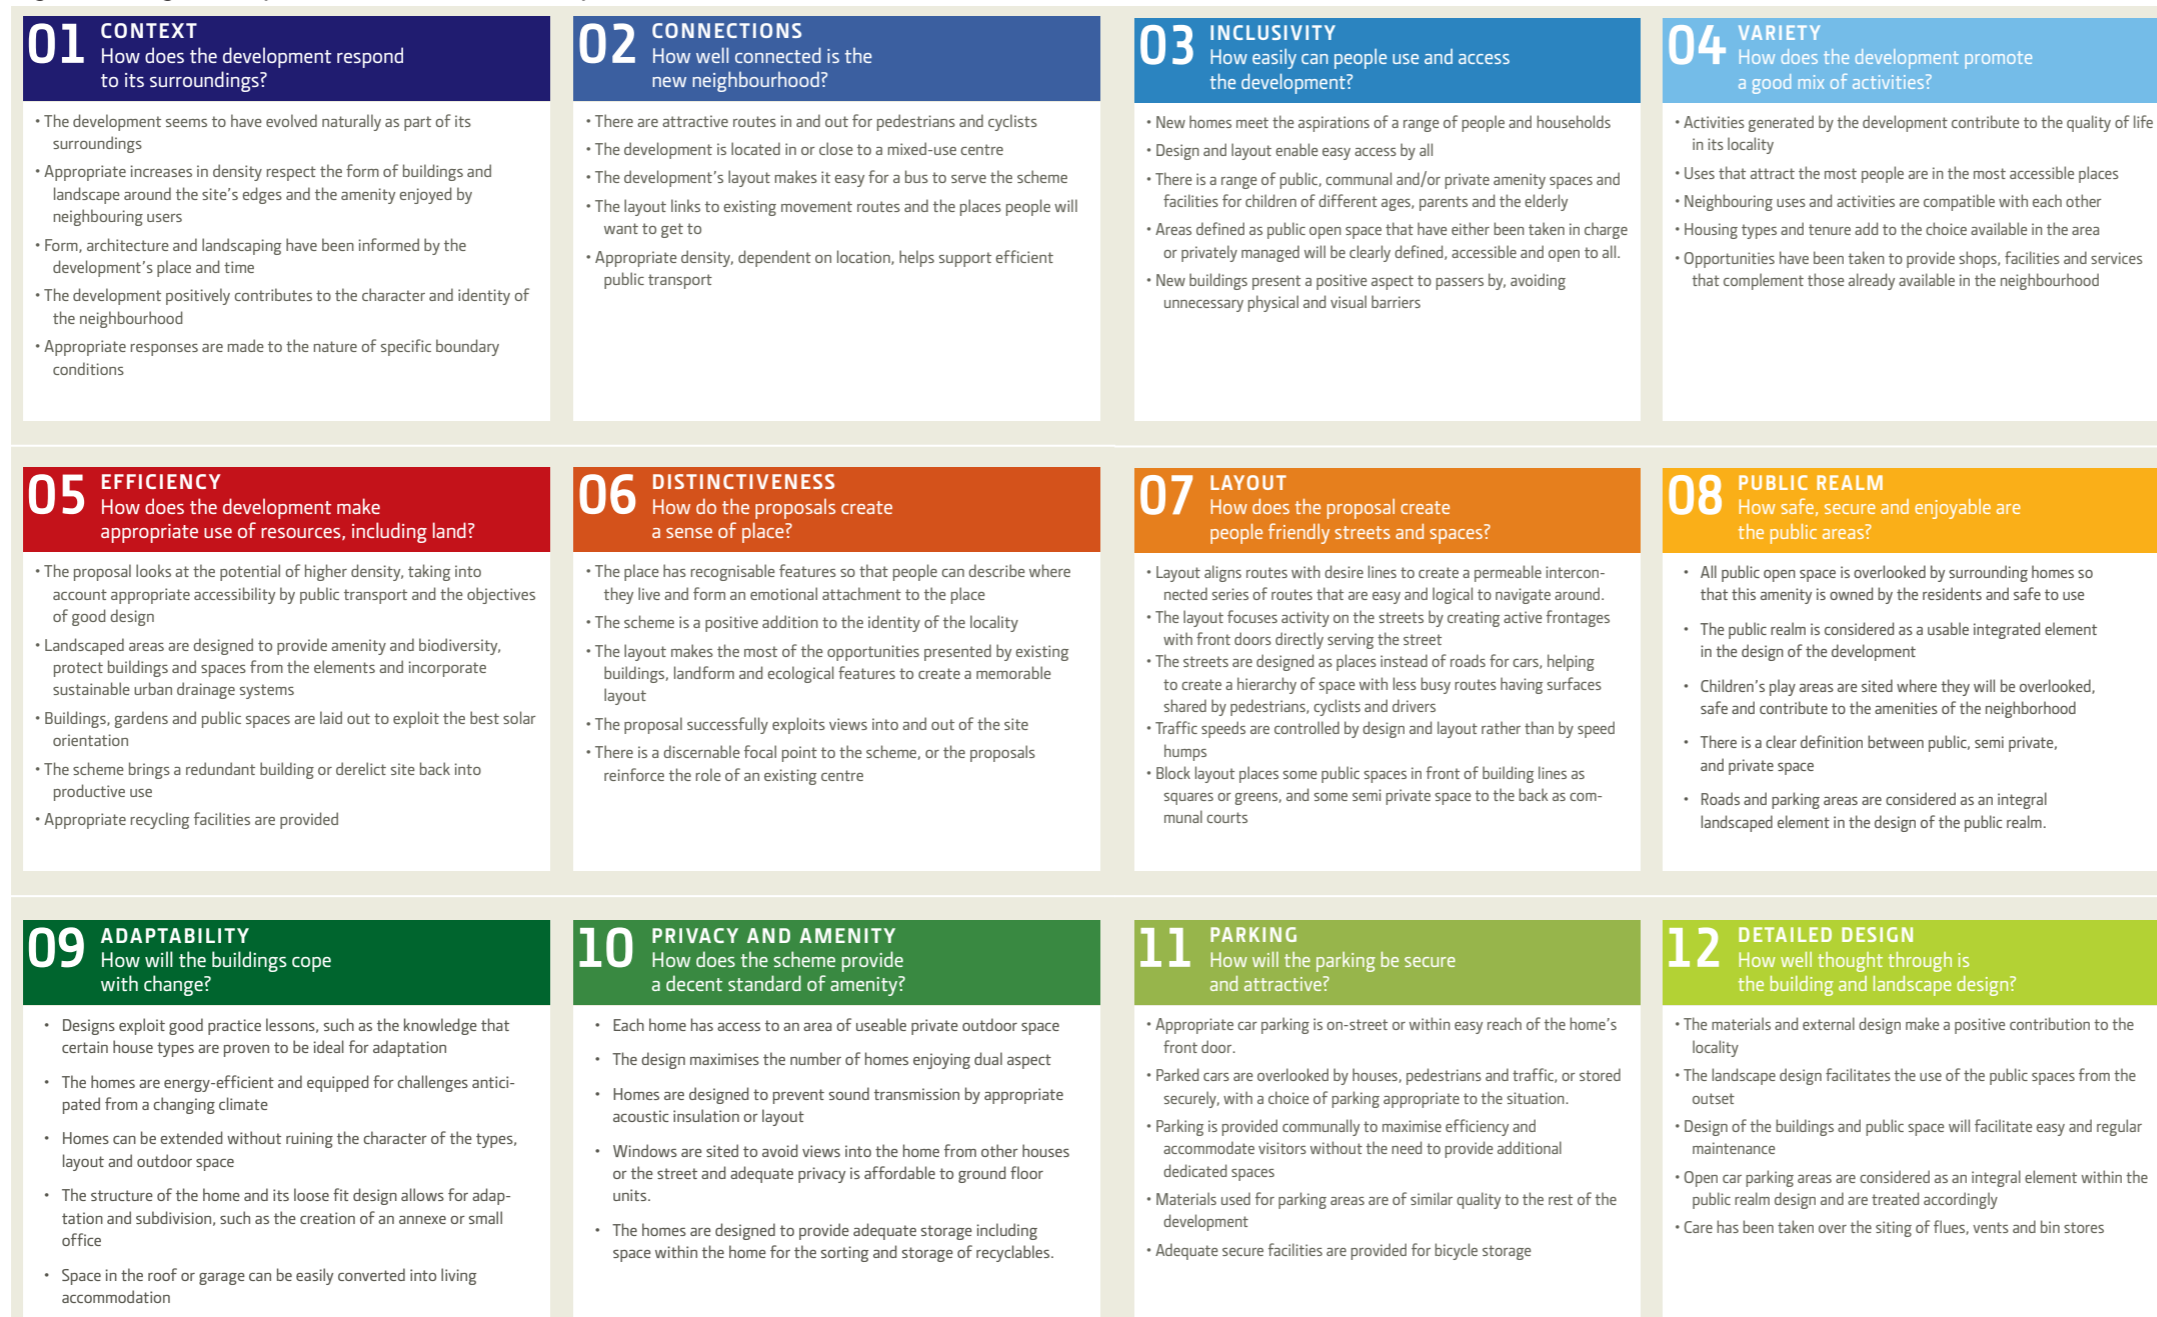 01 CONTEXT
How does the development respond
to its surroundings?
• The development seems to have evolved naturally as part of its
surroundings
• Appropriate increases in density respect the form of buildings and
landscape around the site's edges and the amenity enjoyed by
neighbouring users
• Form, architecture and landscaping have been informed by the
development's place and time
• The development positively contributes to the character and identity of
the neighbourhood
• Appropriate responses are made to the nature of specific boundary
conditions
02 CONNECTIONS
How well connected is the
new neighbourhood?
• There are attractive routes in and out for pedestrians and cyclists
• The development is located in or close to a mixed-use centre
• The development's layout makes it easy for a bus to serve the scheme
• The layout links to existing movement routes and the places people will
want to get to
• Appropriate density, dependent on location, helps support efficient
public transport
03 INCLUSIVITY
How easily can people use and access
the development?
• New homes meet the aspirations of a range of people and households
• Design and layout enable easy access by all
• There is a range of public, communal and/or private amenity spaces and
facilities for children of different ages, parents and the elderly
• Areas defined as public open space that have either been taken in charge
or privately managed will be clearly defined, accessible and open to all.
• New buildings present a positive aspect to passers by, avoiding
unnecessary physical and visual barriers
04 VARIETY
How does the development promote
a good mix of activities?
• Activities generated by the development contribute to the quality of life
in its locality
• Uses that attract the most people are in the most accessible places
• Neighbouring uses and activities are compatible with each other
• Housing types and tenure add to the choice available in the area
• Opportunities have been taken to provide shops, facilities and services
that complement those already available in the neighbourhood
05 EFFICIENCY
How does the development make
appropriate use of resources, including land?
• The proposal looks at the potential of higher density, taking into
account appropriate accessibility by public transport and the objectives
of good design
• Landscaped areas are designed to provide amenity and biodiversity,
protect buildings and spaces from the elements and incorporate
sustainable urban drainage systems
• Buildings, gardens and public spaces are laid out to exploit the best solar
orientation
• The scheme brings a redundant building or derelict site back into
productive use
• Appropriate recycling facilities are provided
06 DISTINCTIVENESS
How do the proposals create
a sense of place?
• The place has recognisable features so that people can describe where
they live and form an emotional attachment to the place
• The scheme is a positive addition to the identity of the locality
• The layout makes the most of the opportunities presented by existing
buildings, landform and ecological features to create a memorable
layout
• The proposal successfully exploits views into and out of the site
• There is a discernable focal point to the scheme, or the proposals
reinforce the role of an existing centre
07 LAYOUT
How does the proposal create
people friendly streets and spaces?
• Layout aligns routes with desire lines to create a permeable intercon-
nected series of routes that are easy and logical to navigate around.
• The layout focuses activity on the streets by creating active frontages
with front doors directly serving the street
• The streets are designed as places instead of roads for cars, helping
to create a hierarchy of space with less busy routes having surfaces
shared by pedestrians, cyclists and drivers
• Traffic speeds are controlled by design and layout rather than by speed
humps
• Block layout places some public spaces in front of building lines as
squares or greens, and some semi private space to the back as com-
munal courts
08 PUBLIC REALM
How safe, secure and enjoyable are
the public areas?
• All public open space is overlooked by surrounding homes so
that this amenity is owned by the residents and safe to use
• The public realm is considered as a usable integrated element
in the design of the development
• Children's play areas are sited where they will be overlooked,
safe and contribute to the amenities of the neighborhood
• There is a clear definition between public, semi private,
and private space
• Roads and parking areas are considered as an integral
landscaped element in the design of the public realm.
09 ADAPTABILITY
How will the buildings cope
with change?
• Designs exploit good practice lessons, such as the knowledge that
certain house types are proven to be ideal for adaptation
• The homes are energy-efficient and equipped for challenges antici-
pated from a changing climate
• Homes can be extended without ruining the character of the types,
layout and outdoor space
• The structure of the home and its loose fit design allows for adap-
tation and subdivision, such as the creation of an annexe or small
office
• Space in the roof or garage can be easily converted into living
accommodation
10 PRIVACY AND AMENITY
How does the scheme provide
a decent standard of amenity?
• Each home has access to an area of useable private outdoor space
• The design maximises the number of homes enjoying dual aspect
• Homes are designed to prevent sound transmission by appropriate
acoustic insulation or layout
• Windows are sited to avoid views into the home from other houses
or the street and adequate privacy is affordable to ground floor
units.
• The homes are designed to provide adequate storage including
space within the home for the sorting and storage of recyclables.
11 PARKING
How will the parking be secure
and attractive?
• Appropriate car parking is on-street or within easy reach of the home's
front door.
• Parked cars are overlooked by houses, pedestrians and traffic, or stored
securely, with a choice of parking appropriate to the situation.
• Parking is provided communally to maximise efficiency and
accommodate visitors without the need to provide additional
dedicated spaces
• Materials used for parking areas are of similar quality to the rest of the
development
• Adequate secure facilities are provided for bicycle storage
12 DETAILED DESIGN
How well thought through is
the building and landscape design?
• The materials and external design make a positive contribution to the
locality
• The landscape design facilitates the use of the public spaces from the
outset
• Design of the buildings and public space will facilitate easy and regular
maintenance
• Open car parking areas are considered as an integral element within the
public realm design and are treated accordingly
• Care has been taken over the siting of flues, vents and bin stores